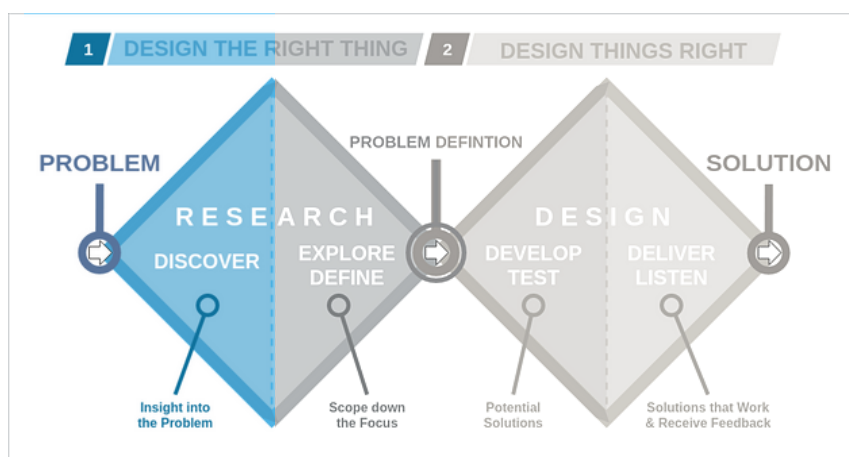 1 DESIGN THE RIGHT THING 2 DESIGN THINGS RIGHT
PROBLEM DEFINTION
PROBLEM
SOLUTION
RESEARCH
DESIGN
DISCOVER
EXPLORE
DEFINE
DEVELOP
TEST
DELIVER
LISTEN
Insight into
the Problem
Scope down
the Focus
Potential
Solutions
Solutions that Work
& Receive Feedback